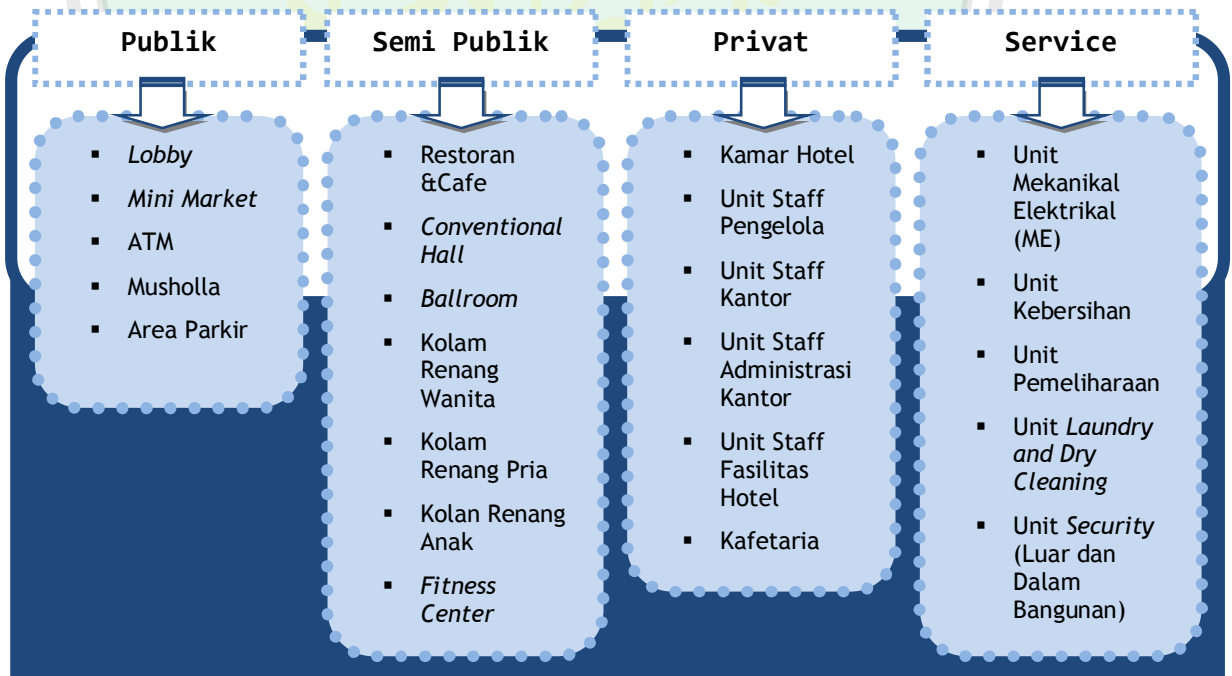 Publik
▪ Lobby
▪ Mini Market
▪ ATM
▪ Musholla
▪ Area Parkir
Semi Publik
▪ Restoran
&Cafe
▪ Conventional
Hall
▪ Ballroom
▪ Kolam
Renang
Wanita
▪ Kolam
Renang Pria
▪ Kolan Renang
Anak
▪ Fitness
Center
Privat
▪ Kamar Hotel
▪ Unit Staff
Pengelola
▪ Unit Staff
Kantor
▪ Unit Staff
Administrasi
Kantor
▪ Unit Staff
Fasilitas
Hotel
▪ Kafetaria
Service
▪ Unit
Mekanikal
Elektrikal
(ME)
▪ Unit
Kebersihan
▪ Unit
Pemeliharaan
▪ Unit Laundry
and Dry
Cleaning
▪ Unit Security
(Luar dan
Dalam
Bangunan)